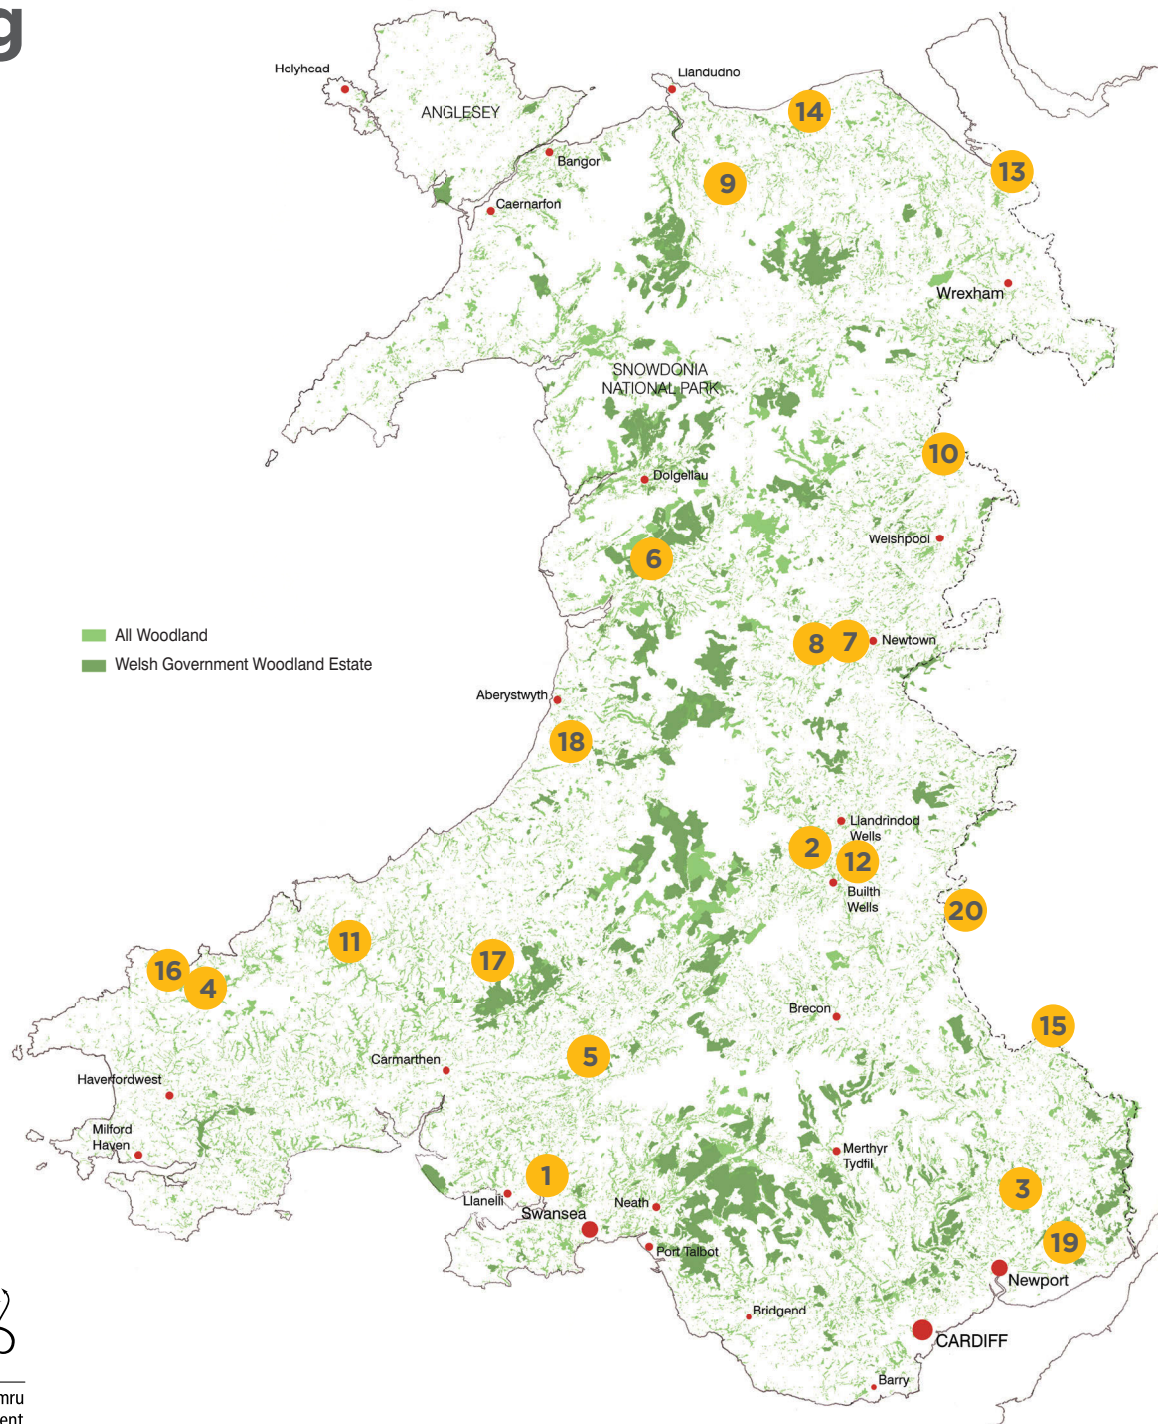 g
Holyhead
Llandudno
ANGLESEY
14
Bangor
13
9
Caernarfon
Wrexham
SNOWDONIA
NATIONAL PARK
10
Dolgellau
Welshpool
6
All Woodland
8
7
Newtown
Welsh Government Woodland Estate
Aberystwyth
18
Llandrindod
Wells
2
12
Builth
Wells
20
11
17
16
4
Brecon
15
5
Carmarthen
Haverfordwest
Milford
Haven
Merthyr
Tydfil
1
3
Llanelli
Neath
Swansea
19
Port Talbot
Newport
Bridgend
CARDIFF
Barry
mru
ent